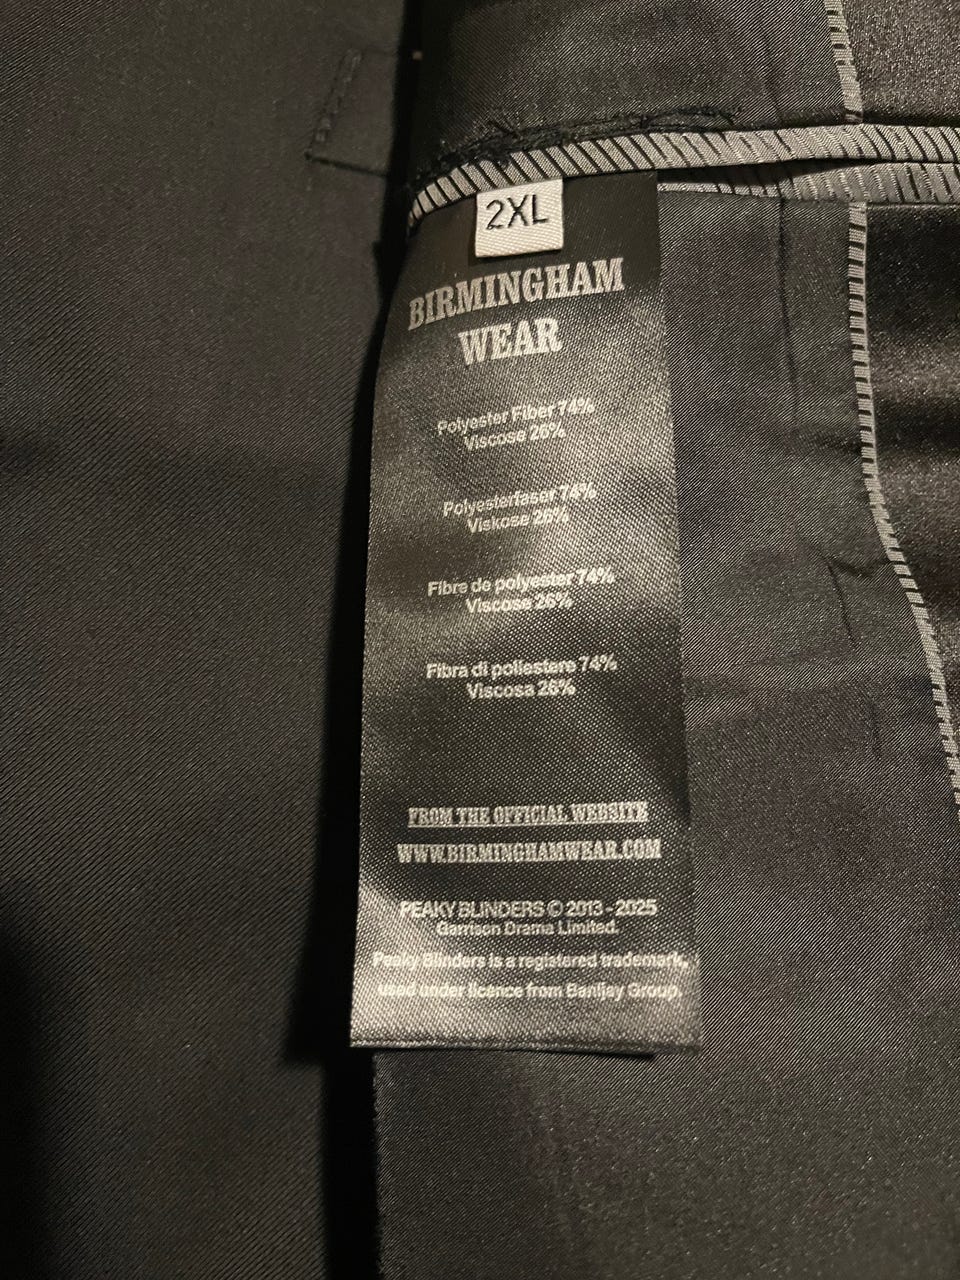 2XL
BIRMINGHAM
WEAR
Polyester Fiber 74%
Viscose 26%
Polyesterfaser 74%
Viskose 26%
Fibre de polyester 74%
Viscose 26%
Fibra di poliestere 74%
Viscosa 26%
FROM THE OFFICIAL WEBSITE
WWW.BIRMINGHAMWEAR.COM
PEAKY BLINDERS © 2013 - 2025
Garrison Drama Limited.
Peaky Blinders is a registered trademark,
used under licence from Banijay Group.